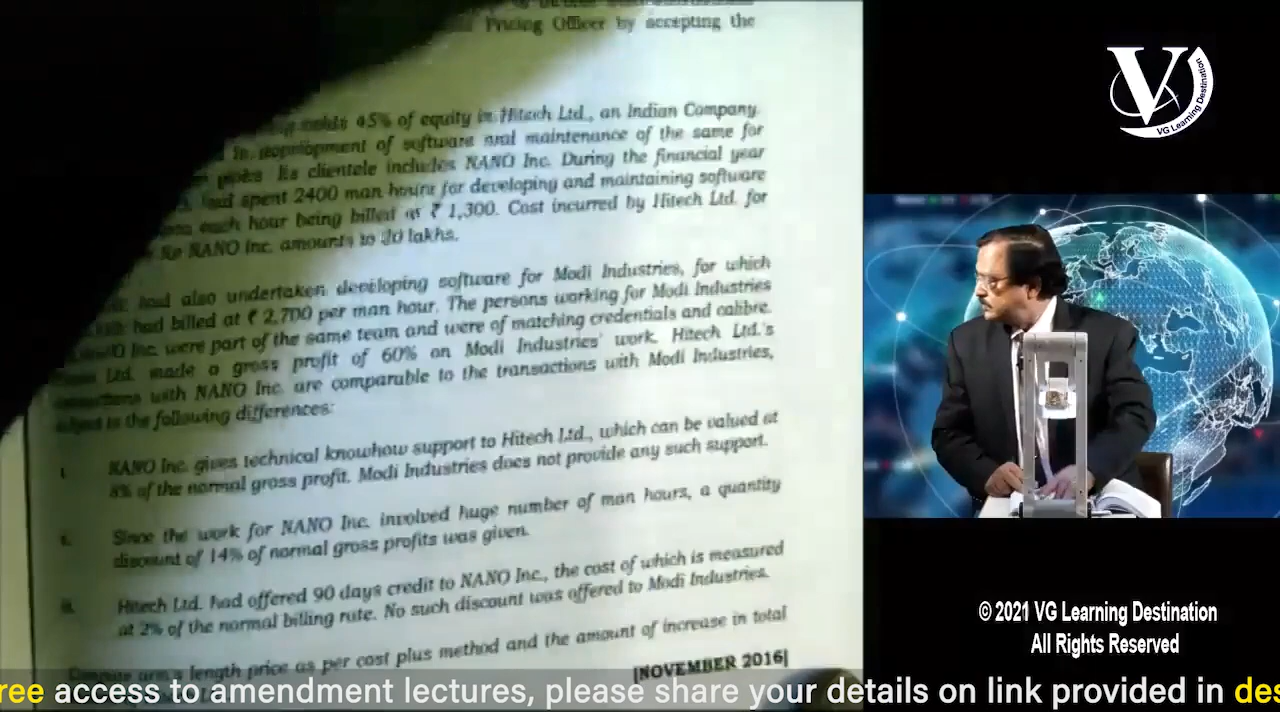 Pricing Officer by accepting the
holds 45% of equity in Hitech Ltd., an Indian Company.
in development of software and maintenance of the same for
Its clientele includes NANO Inc. During the financial year
had spent 2400 man hours for developing and maintaining software
each hour being billed at ₹ 1,300. Cost incurred by Hitech Ltd. for
for NANO Inc. amounts to 20 lakhs.
had also undertaken developing software for Modi Industries, for which
had billed at ₹ 2,700 per man hour. The persons working for Modi Industries
Inc. were part of the same team and were of matching credentials and calibre.
Ltd. made a gross profit of 60% on Modi Industries' work. Hitech Ltd.'s
with NANO Inc. are comparable to the transactions with Modi Industries,
subject to the following differences:
i. NANO Inc. gives technical knowhow support to Hitech Ltd., which can be valued at
8% of the normal gross profit. Modi Industries does not provide any such support.
Since the work for NANO Inc. involved huge number of man hours, a quantity
discount of 14% of normal gross profits was given.
Hitech Ltd. had offered 90 days credit to NANO Inc., the cost of which is measured
at 2% of the normal billing rate. No such discount was offered to Modi Industries.
length price as per cost plus method and the amount of increase in total
[NOVEMBER 2016]
ree access to amendment lectures, please share your details on link provided in des
V
VG Learning Destination
© 2021 VG Learning Destination
All Rights Reserved